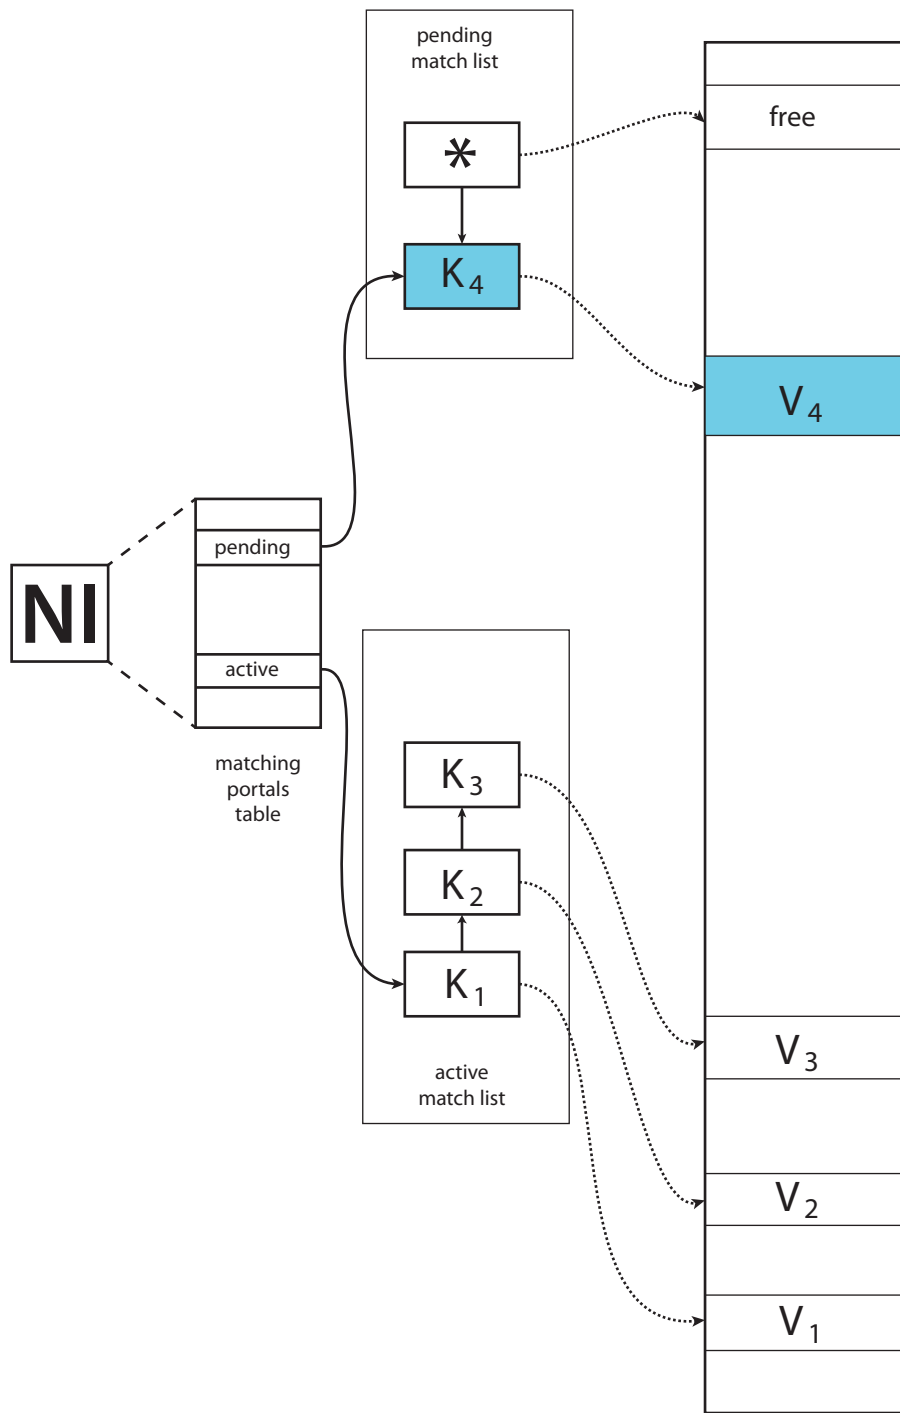 pending
match list
*
free
K4
V4
NI
pending
active
matching
portals
table
K3
K2
K1
active
match list
V3
V2
V1